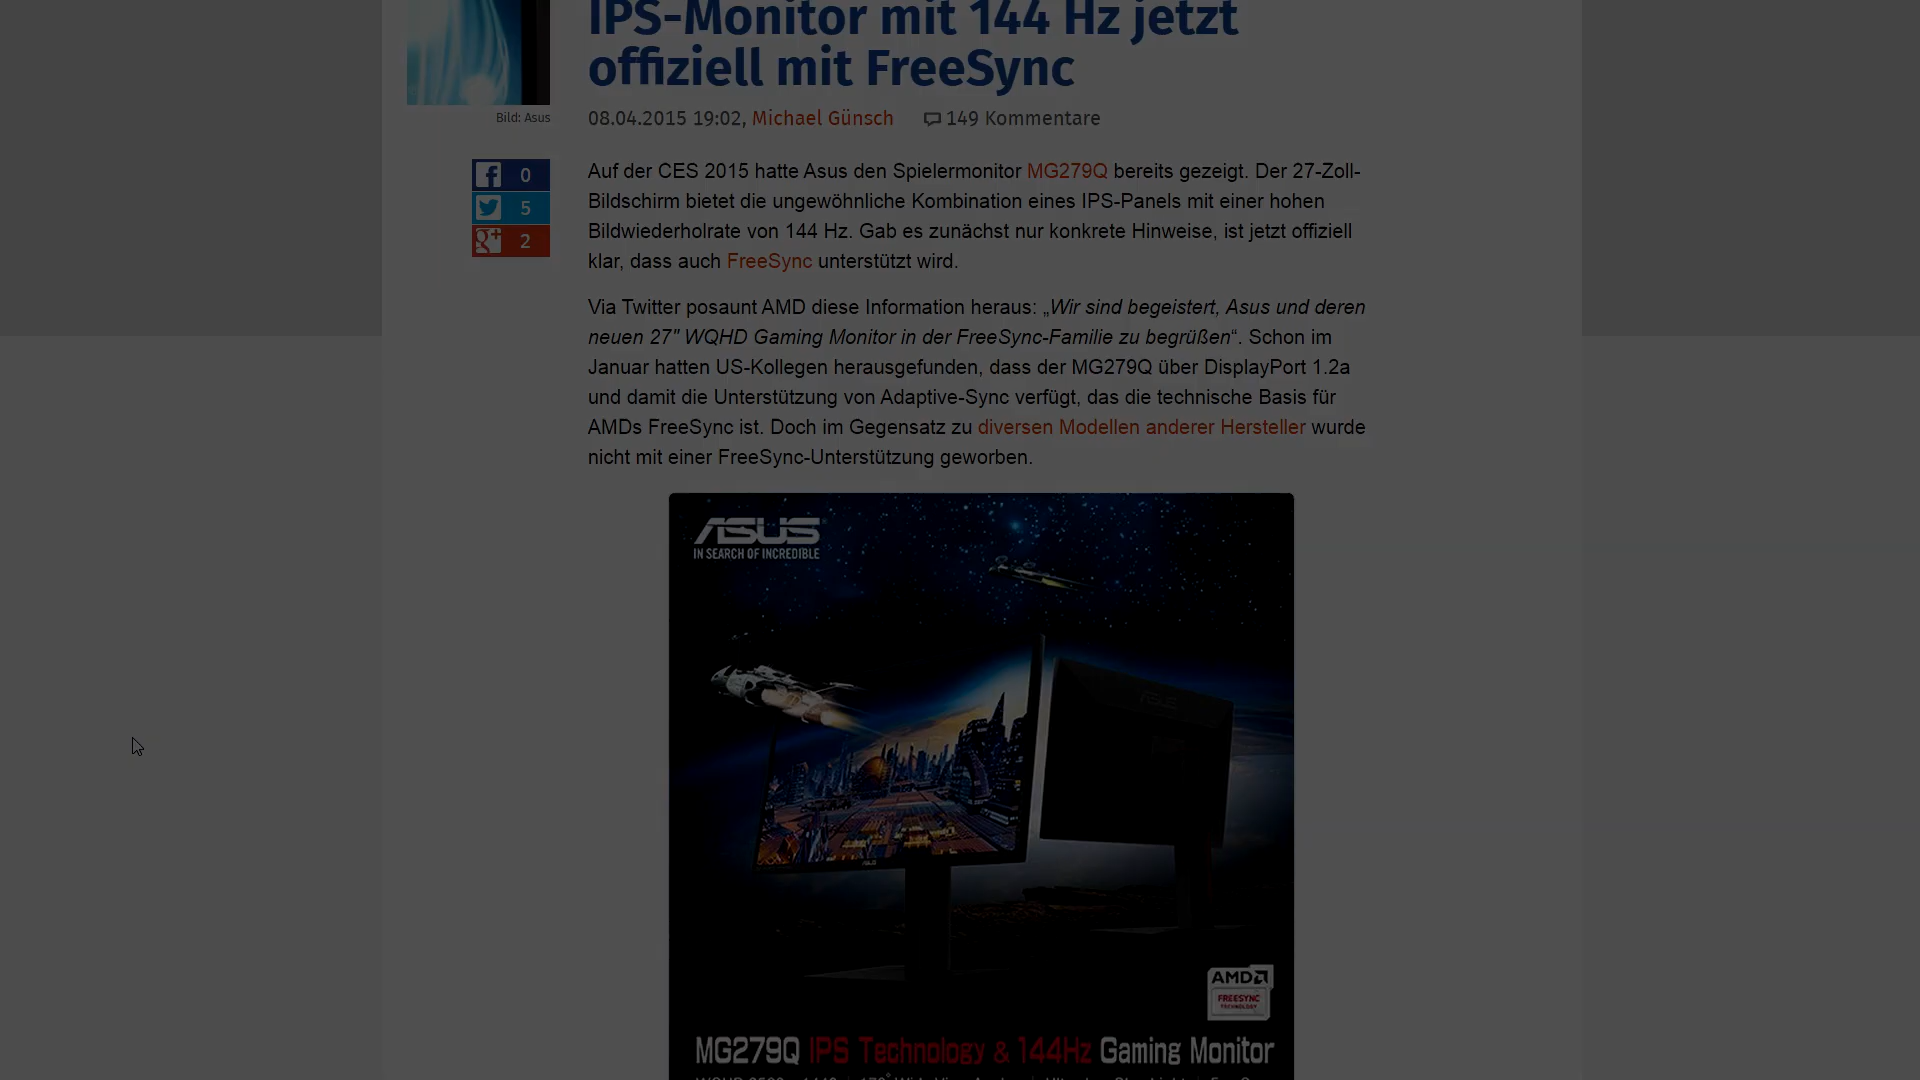 IPS-Monitor mit 144 Hz jetzt
offiziell mit FreeSync
Bild: Asus
08.04.2015 19:02, Michael Günsch 149 Kommentare
0
5
2
Auf der CES 2015 hatte Asus den Spielermonitor MG279Q bereits gezeigt. Der 27-Zoll-
Bildschirm bietet die ungewöhnliche Kombination eines IPS-Panels mit einer hohen
Bildwiederholrate von 144 Hz. Gab es zunächst nur konkrete Hinweise, ist jetzt offiziell
klar, dass auch FreeSync unterstützt wird.
Via Twitter posaunt AMD diese Information heraus: „Wir sind begeistert, Asus und deren
neuen 27" WQHD Gaming Monitor in der FreeSync-Familie zu begrüßen“. Schon im
Januar hatten US-Kollegen herausgefunden, dass der MG279Q über DisplayPort 1.2a
und damit die Unterstützung von Adaptive-Sync verfügt, das die technische Basis für
AMDs FreeSync ist. Doch im Gegensatz zu diversen Modellen anderer Hersteller wurde
nicht mit einer FreeSync-Unterstützung geworben.
ASUS
IN SEARCH OF INCREDIBLE
ASUS
ASUS
AMD
FREESYNC
TECHNOLOGY
MG279Q IPS Technology & 144Hz Gaming Monitor